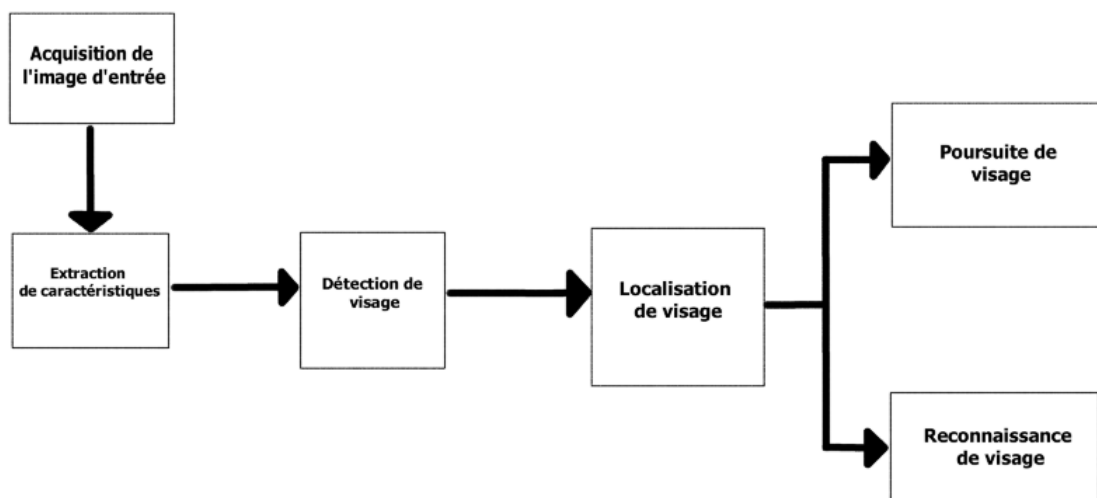 Acquisition de
l'image d'entrée
Extraction
de caractéristiques
Détection de
visage
Localisation
de visage
Poursuite de
visage
Reconnaissance
de visage